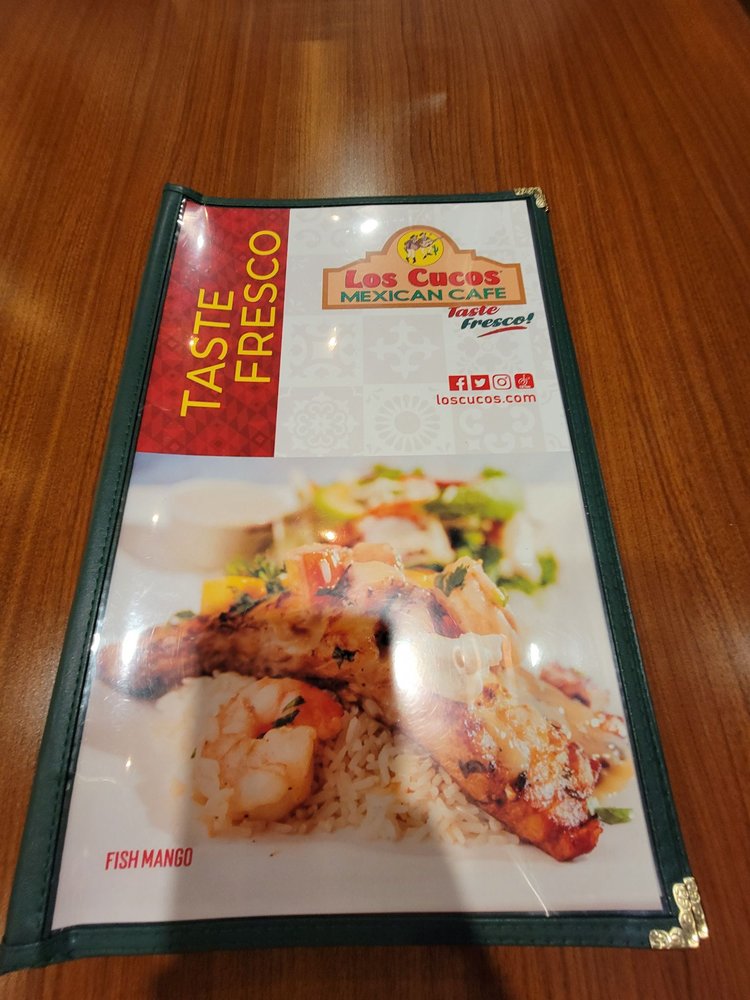 TASTE
FRESCO
Los Cucos
MEXICAN CAFE
Taste
Fresco!
loscucos.com
FISH MANGO